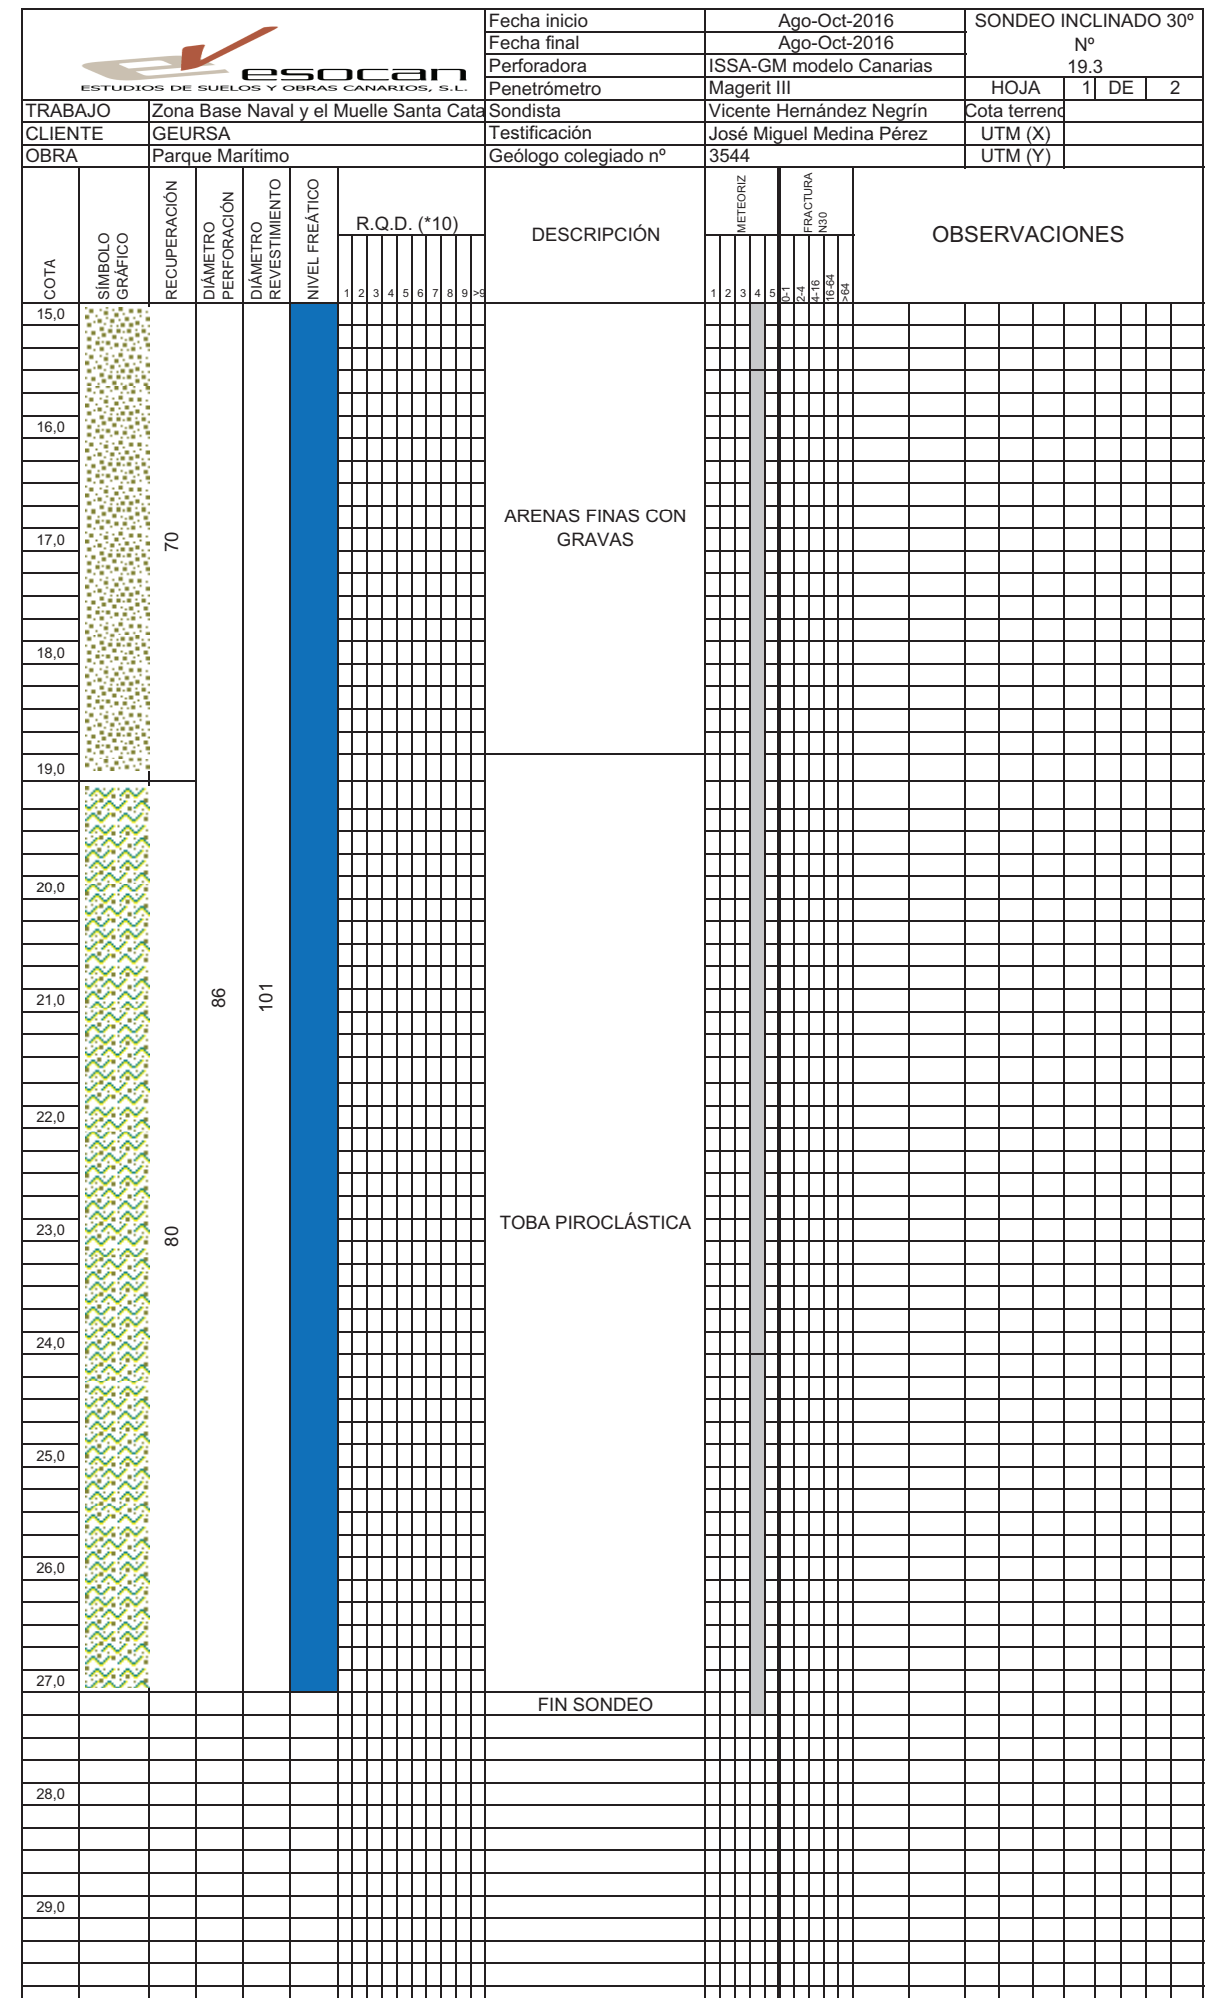 esocan
ESTUDIOS DE SUELOS Y OBRAS CANARIOS, S.L.
Fecha inicio Ago-Oct-2016 SONDEO INCLINADO 30º
Fecha final Ago-Oct-2016 Nº
Perforadora ISSA-GM modelo Canarias 19.3
Penetrómetro Magerit III HOJA 1 DE 2
TRABAJO Zona Base Naval y el Muelle Santa Cata Sondista Vicente Hernández Negrín Cota terreno
CLIENTE GEURSA Testificación José Miguel Medina Pérez UTM (X)
OBRA Parque Marítimo Geólogo colegiado nº 3544 UTM (Y)
COTA
SÍMBOLO
GRÁFICO
RECUPERACIÓN
DIÁMETRO
PERFORACIÓN
DIÁMETRO
REVESTIMIENTO
NIVEL FREÁTICO
R.Q.D. (*10)
1 2 3 4 5 6 7 8 9 >9
DESCRIPCIÓN
METEORIZ
1 2 3 4 5
FRACTURA
N30
0-1
2-4
4-16
16-64
>64
OBSERVACIONES
15,0
16,0
ARENAS FINAS CON
GRAVAS
17,0
70
18,0
19,0
20,0
21,0
86
101
22,0
TOBA PIROCLÁSTICA
23,0
80
24,0
25,0
26,0
27,0
FIN SONDEO
28,0
29,0